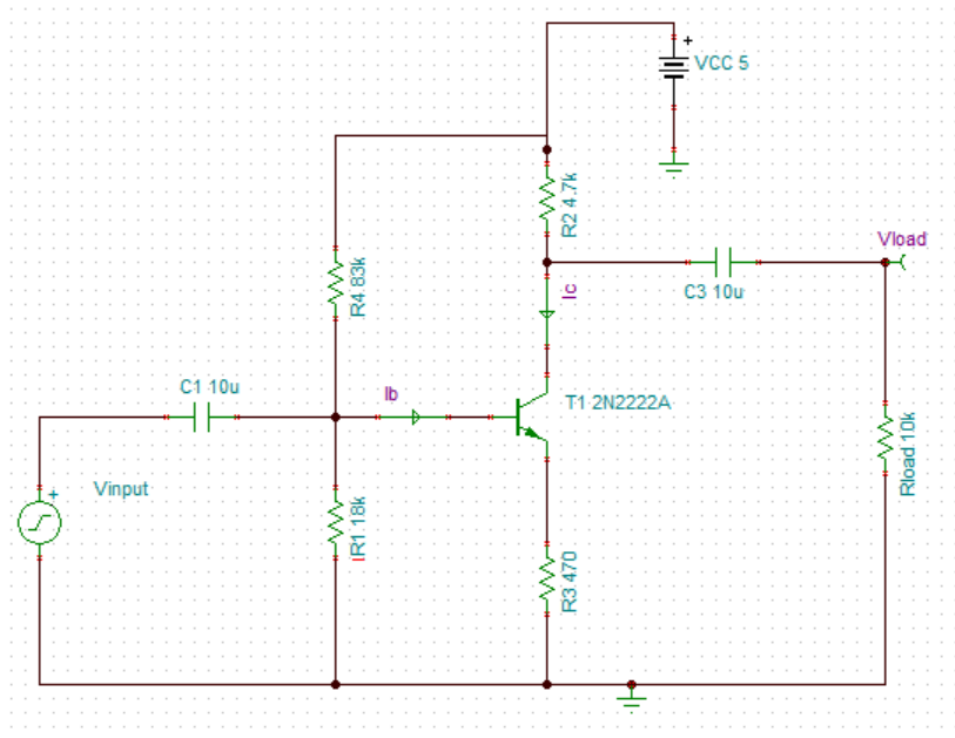 +
VCC 5
R2 4.7k
Vload
R4 83k
C3 10u
Ic
C1 10u
Ib
T1 2N2222A
Rload 10k
+
Vinput
R1 18k
R3 470